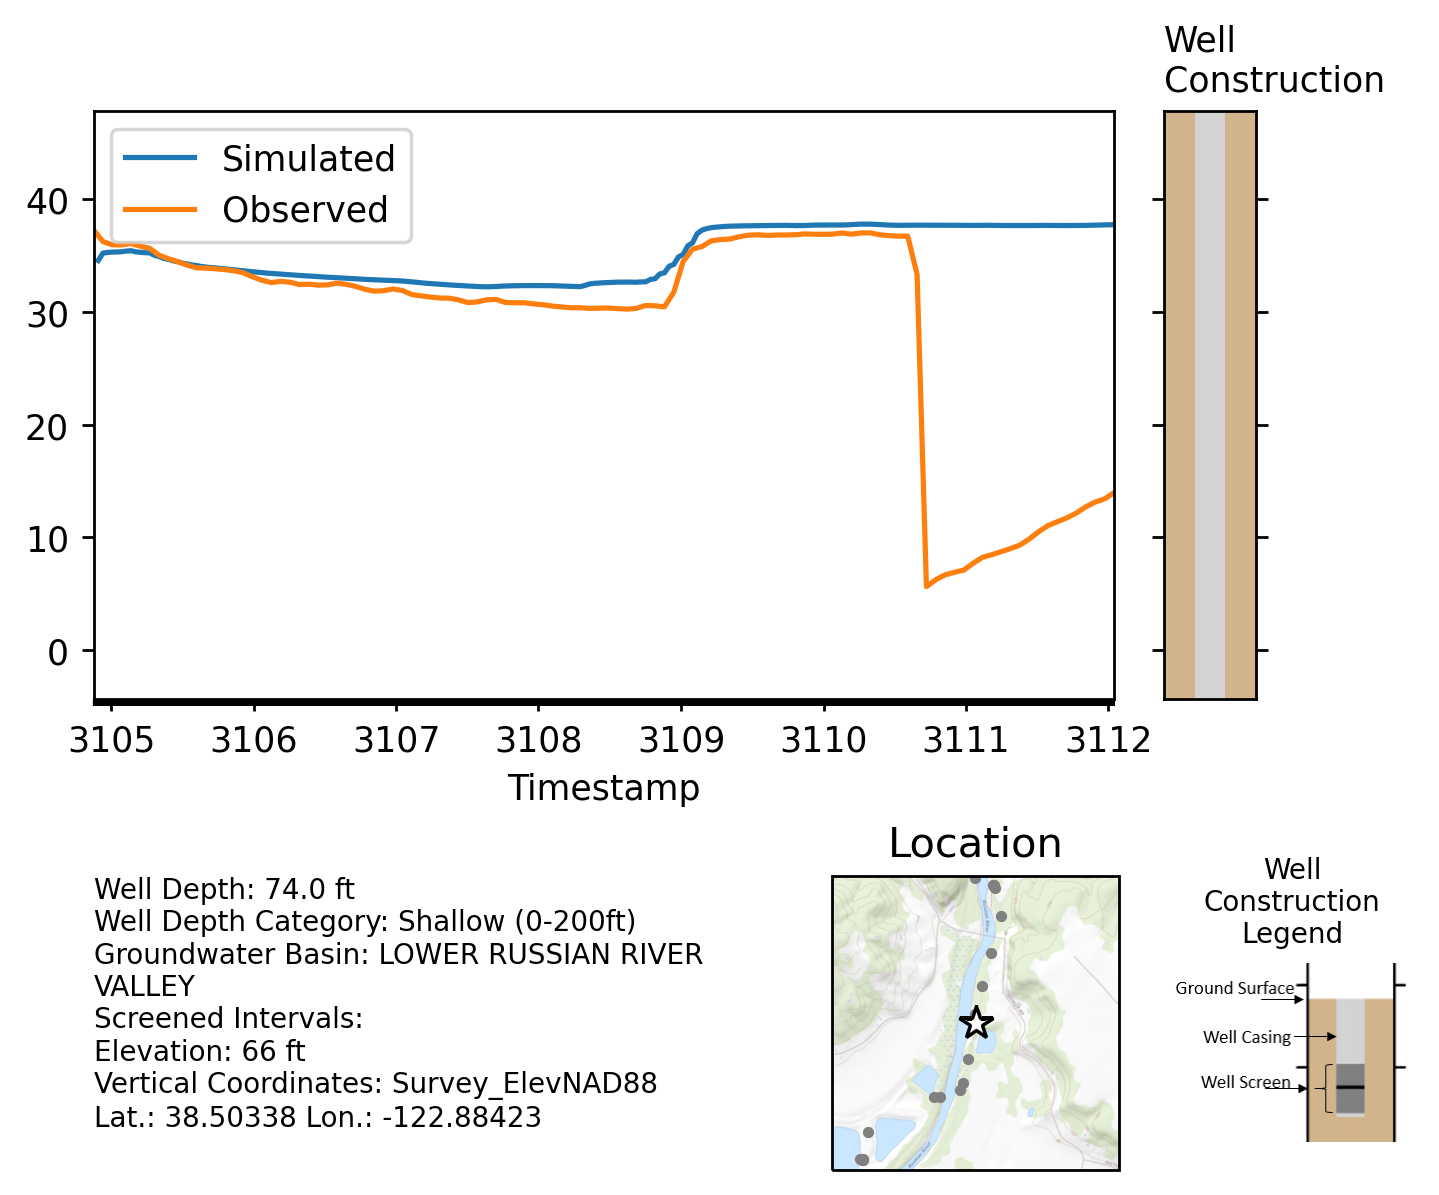 Well
Construction
Simulated
Observed
40
30
20
10
0
3105 3106 3107 3108 3109 3110 3111 3112
Timestamp
Well Depth: 74.0 ft
Well Depth Category: Shallow (0-200ft)
Groundwater Basin: LOWER RUSSIAN RIVER
VALLEY
Screened Intervals:
Elevation: 66 ft
Vertical Coordinates: Survey_ElevNAD88
Lat.: 38.50338 Lon.: -122.88423
Location
Well
Construction
Legend
Ground Surface
Well Casing
Well Screen